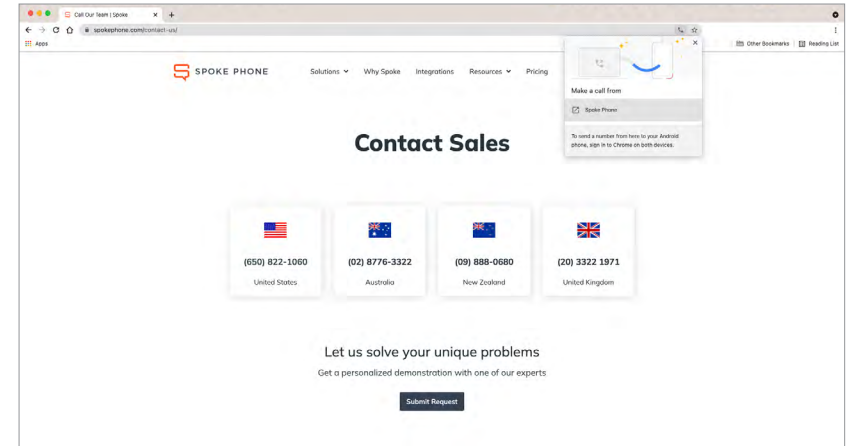 Call Our Team | Spoke
spokephone.com/contact-us/
Apps
Other Bookmarks
Reading List
SPOKE PHONE
Solutions
Why Spoke
Integrations
Resources
Pricing
Make a call from
Spoke Phone
To send a number from here to your Android
phone, sign in to Chrome on both devices.
Contact Sales
(650) 822-1060
(02) 8776-3322
(09) 888-0680
(20) 3322 1971
United States
Australia
New Zealand
United Kingdom
Let us solve your unique problems
Get a personalized demonstration with one of our experts
Submit Request